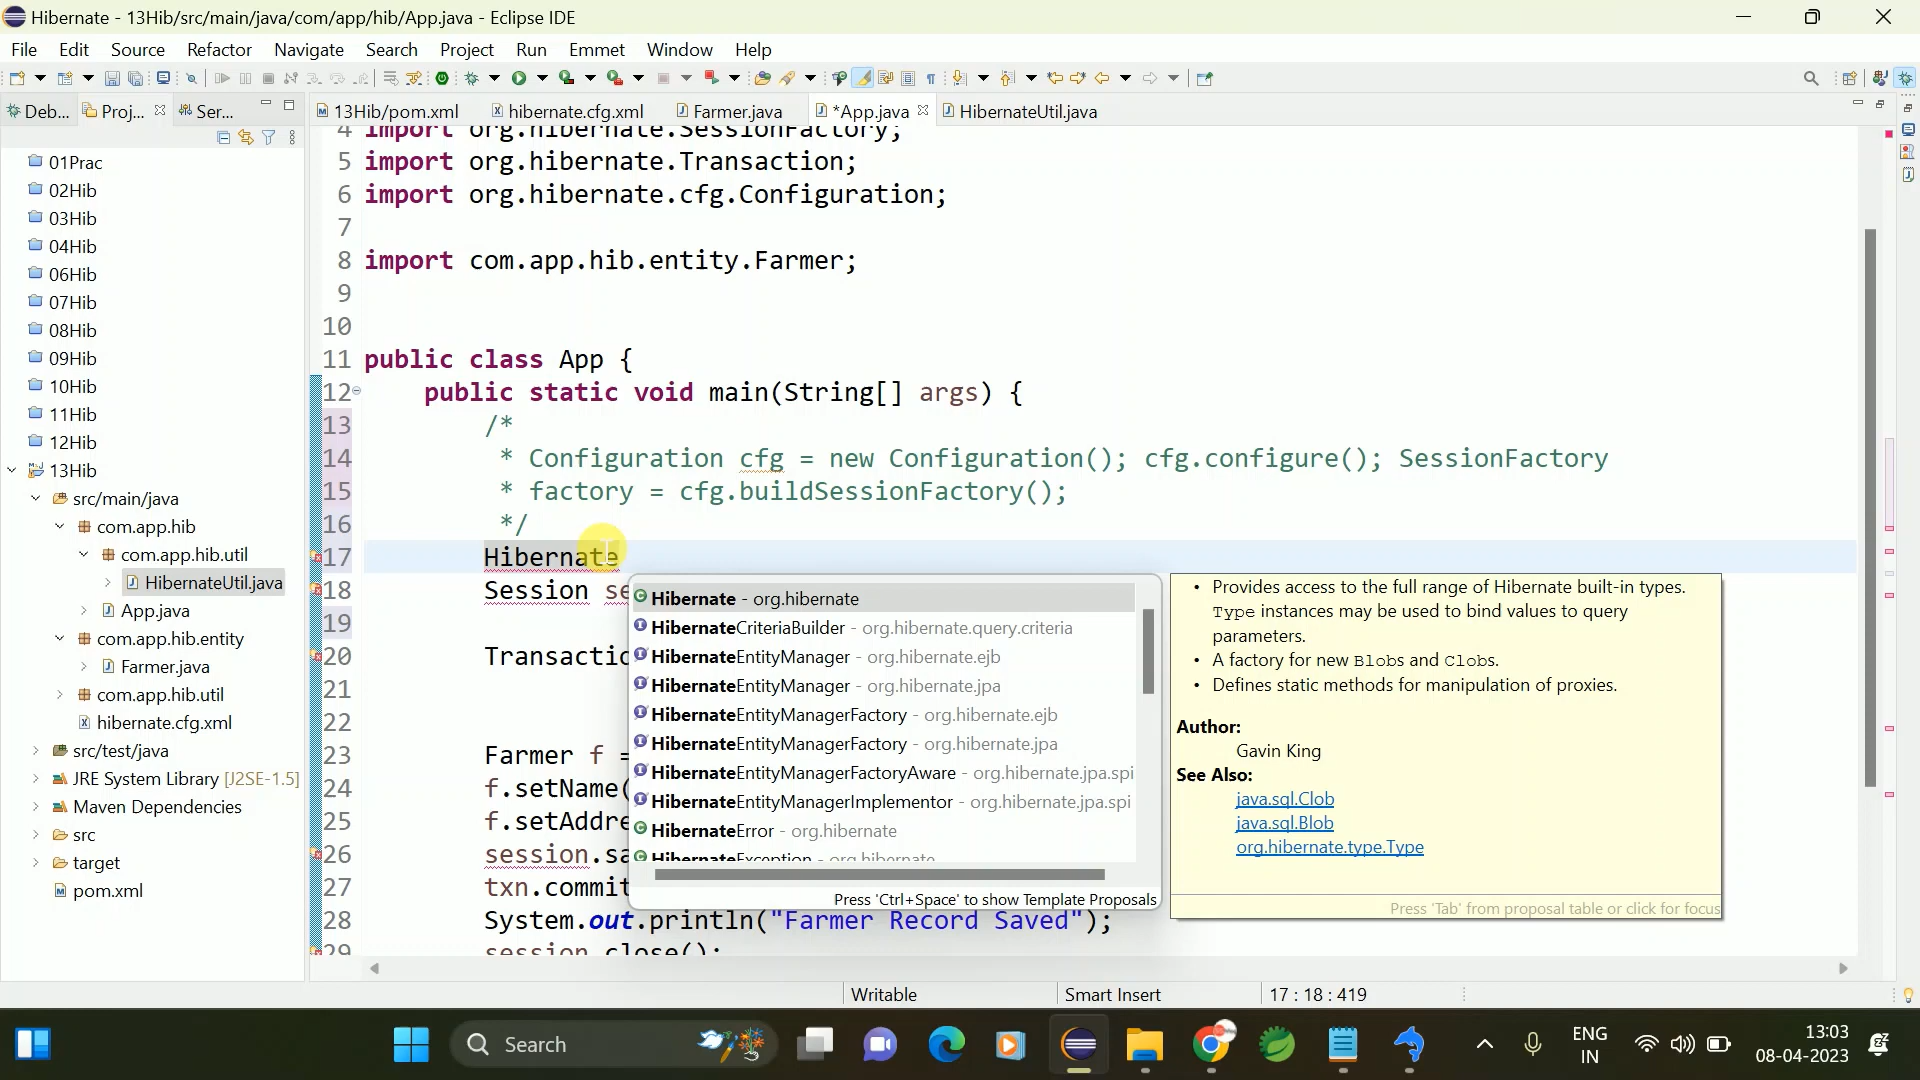 Hibernate - 13Hib/src/main/java/com/app/hib/App.java - Eclipse IDE
File Edit Source Refactor Navigate Search Project Run Emmet Window Help
Deb... Proj... Ser...
13Hib/pom.xml hibernate.cfg.xml Farmer.java *App.java HibernateUtil.java
01Prac
02Hib
03Hib
04Hib
06Hib
07Hib
08Hib
09Hib
10Hib
11Hib
12Hib
13Hib
src/main/java
com.app.hib
com.app.hib.util
HibernateUtil.java
App.java
com.app.hib.entity
Farmer.java
com.app.hib.util
hibernate.cfg.xml
src/test/java
JRE System Library [J2SE-1.5]
Maven Dependencies
src
target
pom.xml
4 import org.hibernate.SessionFactory;
5 import org.hibernate.Transaction;
6 import org.hibernate.cfg.Configuration;
7
8 import com.app.hib.entity.Farmer;
9
10
11 public class App {
12 public static void main(String[] args) {
13 /*
14 * Configuration cfg = new Configuration(); cfg.configure(); SessionFactory
15 * factory = cfg.buildSessionFactory();
16 */
17 Hibernate
18 Session se
19
20 Transactio
21
22
23 Farmer f =
24 f.setName(
25 f.setAddre
26 session.sa
27 txn.commit
28 System.out.println("Farmer Record Saved");
29 session.close();
Hibernate - org.hibernate
HibernateCriteriaBuilder - org.hibernate.query.criteria
HibernateEntityManager - org.hibernate.ejb
HibernateEntityManager - org.hibernate.jpa
HibernateEntityManagerFactory - org.hibernate.ejb
HibernateEntityManagerFactory - org.hibernate.jpa
HibernateEntityManagerFactoryAware - org.hibernate.jpa.spi
HibernateEntityManagerImplementor - org.hibernate.jpa.spi
HibernateError - org.hibernate
HibernateException - org.hibernate
Press 'Ctrl+Space' to show Template Proposals
• Provides access to the full range of Hibernate built-in types.
Type instances may be used to bind values to query
parameters.
• A factory for new Blobs and Clobs.
• Defines static methods for manipulation of proxies.
Author:
Gavin King
See Also:
java.sql.Clob
java.sql.Blob
org.hibernate.type.Type
Press 'Tab' from proposal table or click for focus
Writable Smart Insert 17 : 18 : 419
Search
ENG
IN
13:03
08-04-2023